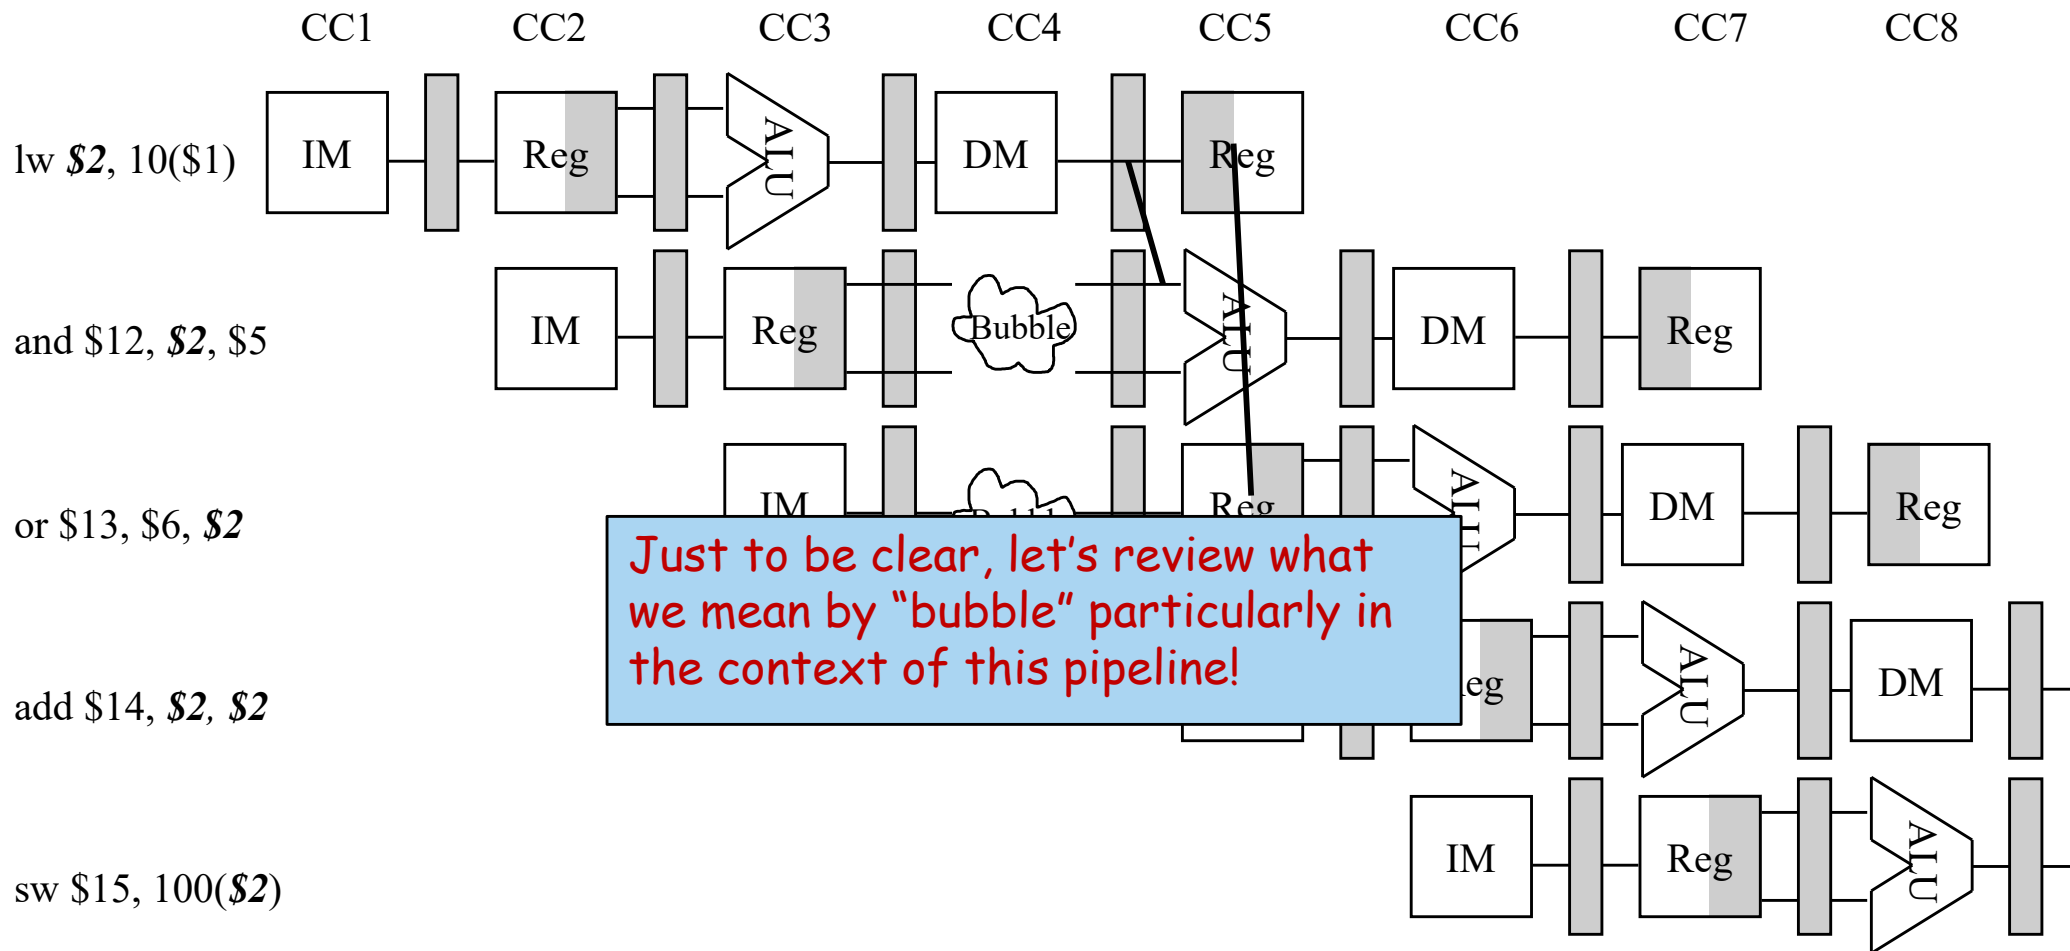 CC1 CC2 CC3 CC4 CC5 CC6 CC7 CC8
lw $2, 10($1) IM Reg ALU DM Reg
and $12, $2, $5 IM Reg Bubble ALU DM Reg
or $13, $6, $2 IM Bubble Reg ALU DM Reg
Just to be clear, let’s review what
we mean by “bubble” particularly in
the context of this pipeline!
add $14, $2, $2 eg ALU DM
sw $15, 100($2) IM Reg ALU